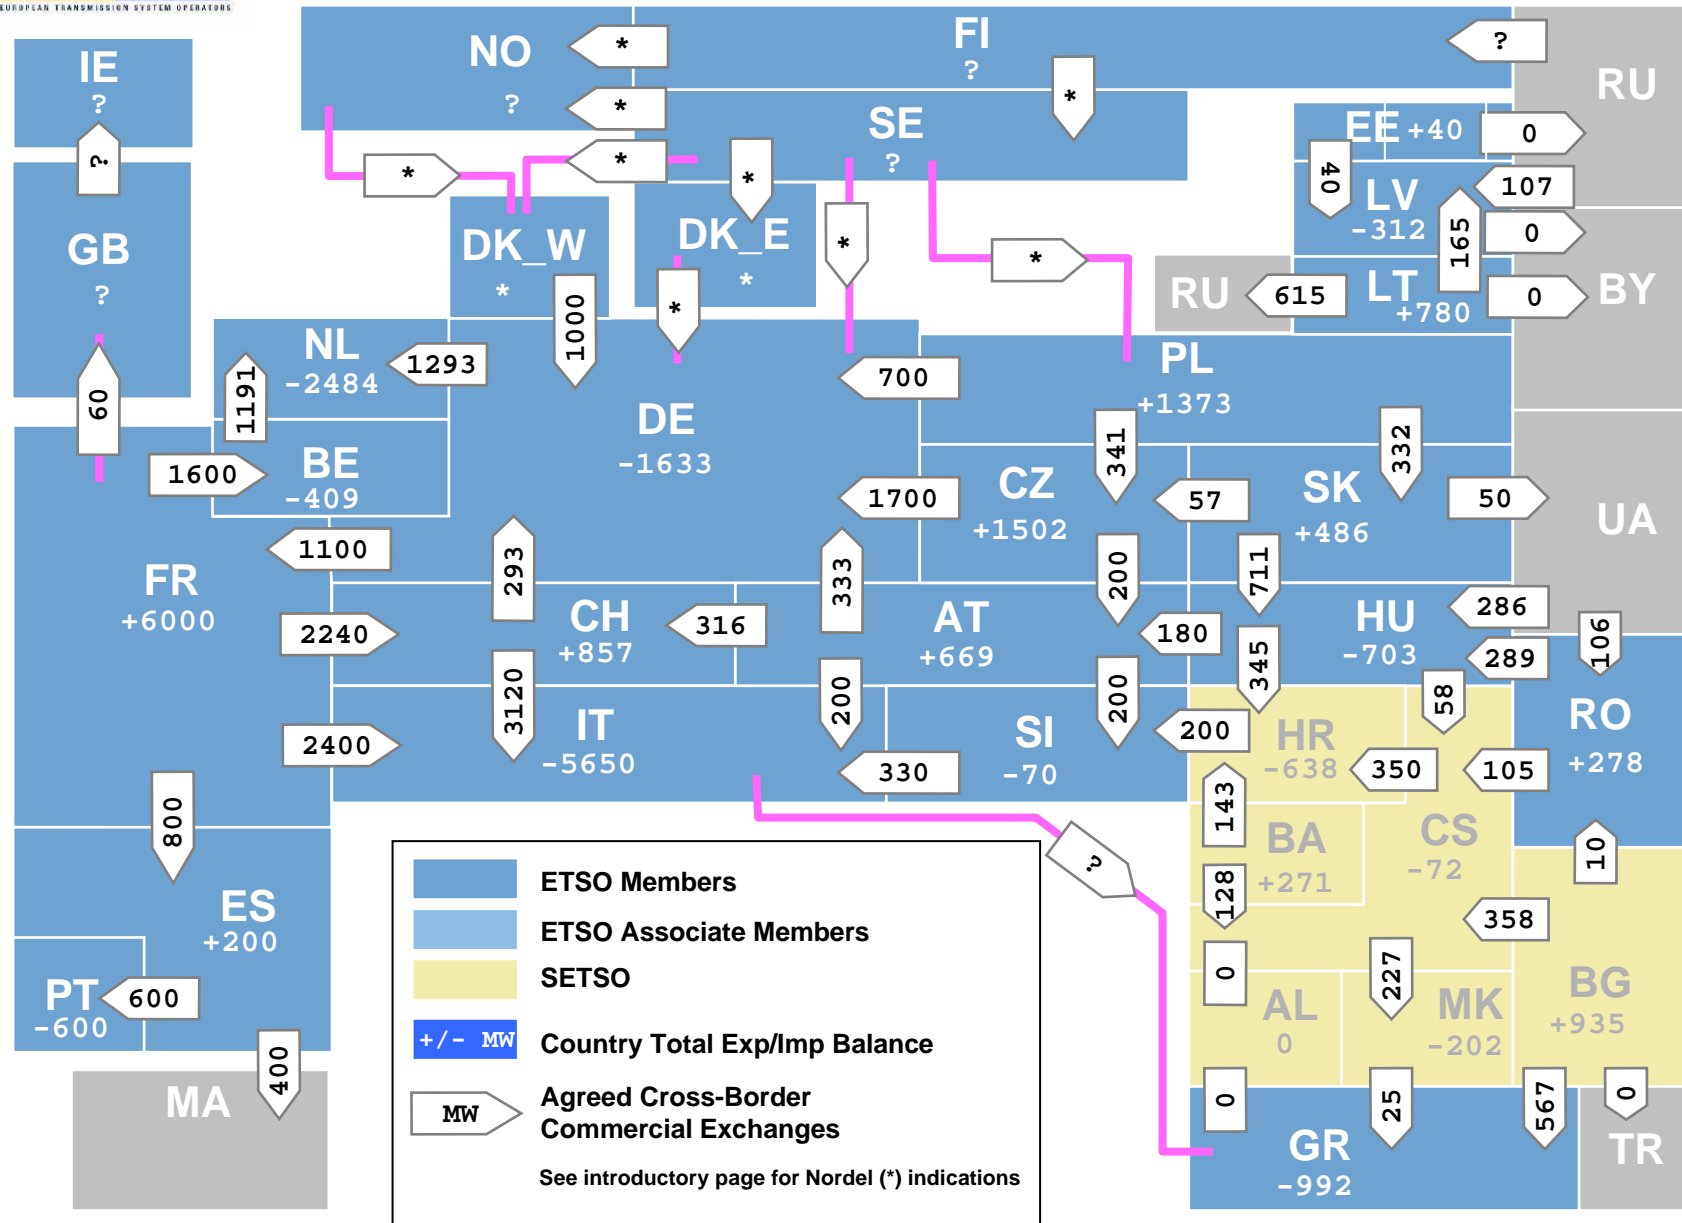 EUROPEAN TRANSMISSION SYSTEM OPERATORS
NO
?
*
*
FI
?
?
*
RU
IE
?
?
SE
?
EE +40
0
40
LV
-312
107
0
165
*
*
*
GB
?
DK_W
*
1000
DK_E
*
*
*
*
RU
615
LT
+780
0
BY
NL
-2484
1293
1191
DE
-1633
700
PL
+1373
60
1600
BE
-409
341
332
1700
CZ
+1502
57
SK
+486
50
UA
1100
FR
+6000
293
333
200
711
2240
CH
+857
316
AT
+669
180
HU
-703
286
289
106
345
58
3120
200
200
2400
IT
-5650
330
SI
-70
200
HR
-638
350
105
RO
+278
800
143
BA
+271
CS
-72
10
128
358
ES
+200
0
227
PT
-600
600
AL
0
MK
-202
BG
+935
400
MA
0
25
567
0
GR
-992
TR
?
ETSO Members
ETSO Associate Members
SETSO
+/- MW
Country Total Exp/Imp Balance
MW
Agreed Cross-Border
Commercial Exchanges
See introductory page for Nordel (*) indications